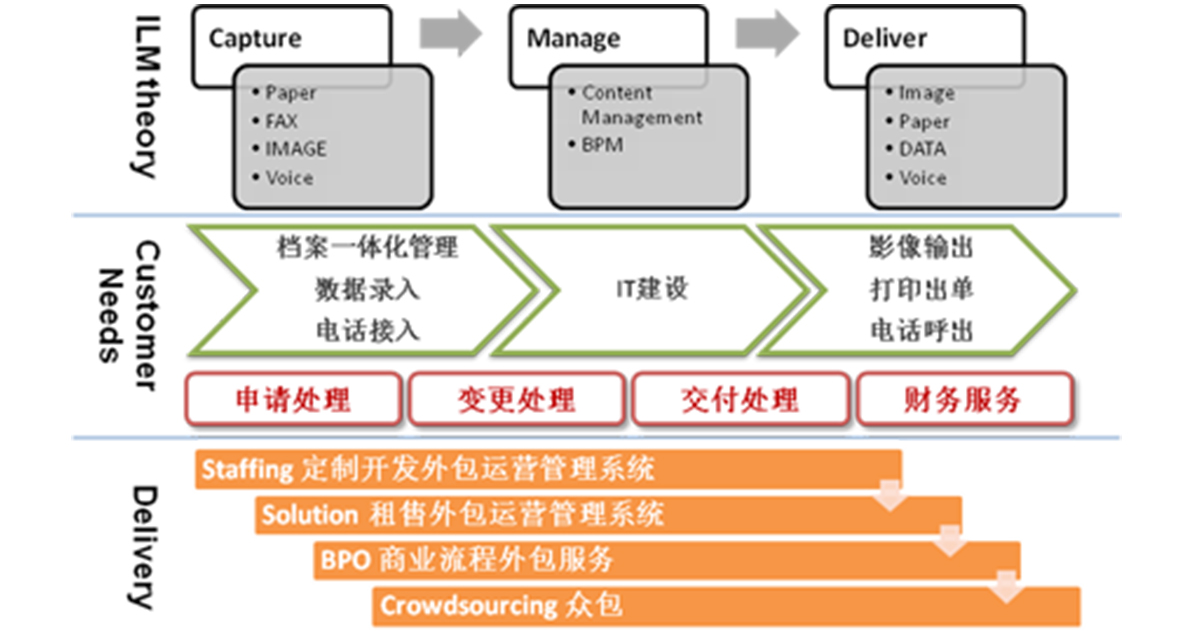 ILM theory
Capture
• Paper
• FAX
• IMAGE
• Voice
Manage
• Content
Management
• BPM
Deliver
• Image
• Paper
• DATA
• Voice
Customer
Needs
档案一体化管理
数据录入
电话接入
IT建设
影像输出
打印出单
电话呼出
申请处理
变更处理
交付处理
财务服务
Delivery
Staffing 定制开发外包运营管理系统
Solution 租售外包运营管理系统
BPO 商业流程外包服务
Crowdsourcing 众包